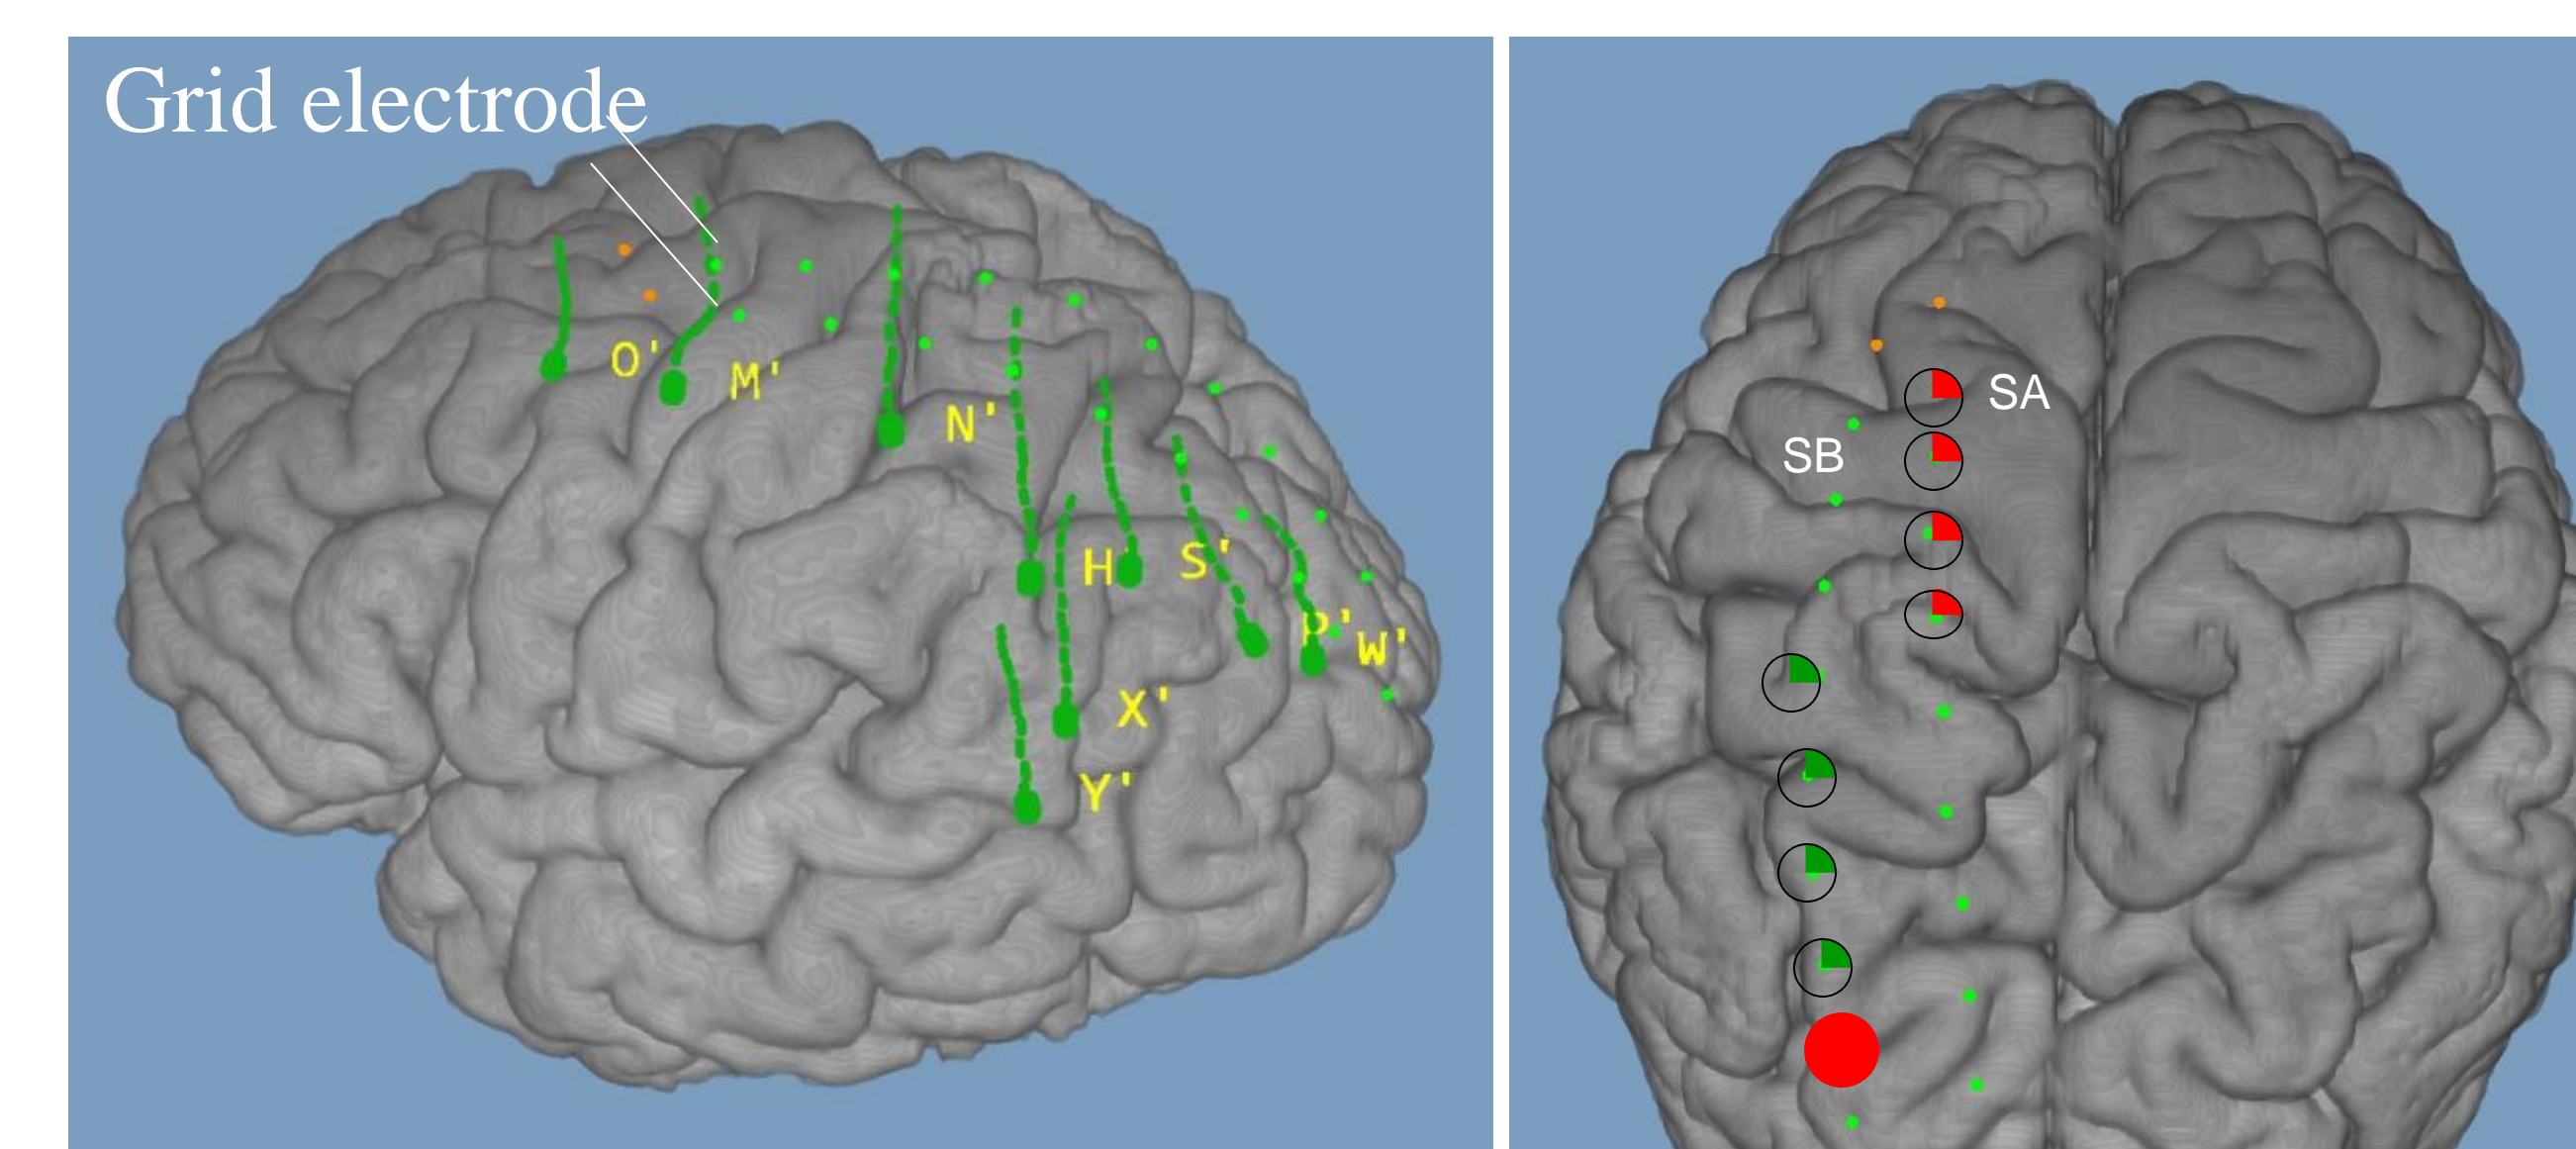 Grid electrode
O'
M'
N'
H
S'
P'
W'
X'
Y'
SA
SB